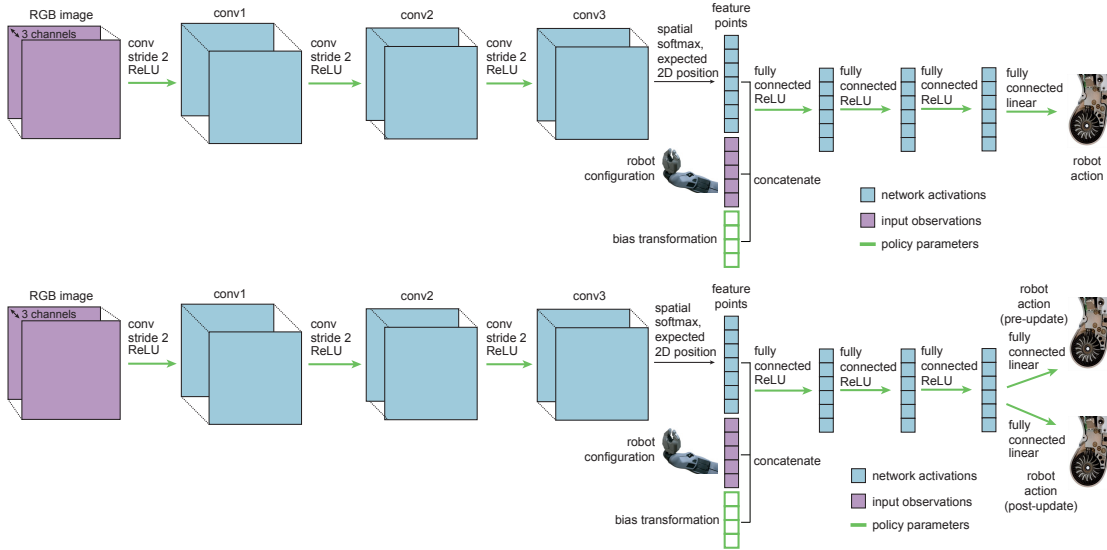 RGB image
3 channels
conv
stride 2
ReLU
conv1
conv
stride 2
ReLU
conv2
conv
stride 2
ReLU
conv3
spatial
softmax,
expected
2D position
feature
points
fully
connected
ReLU
fully
connected
ReLU
fully
connected
ReLU
fully
connected
linear
robot
action
robot
configuration
concatenate
bias transformation
network activations
input observations
policy parameters
RGB image
3 channels
conv
stride 2
ReLU
conv1
conv
stride 2
ReLU
conv2
conv
stride 2
ReLU
conv3
spatial
softmax,
expected
2D position
feature
points
fully
connected
ReLU
fully
connected
ReLU
fully
connected
ReLU
robot
action
(pre-update)
fully
connected
linear
fully
connected
linear
robot
action
(post-update)
robot
configuration
concatenate
bias transformation
network activations
input observations
policy parameters